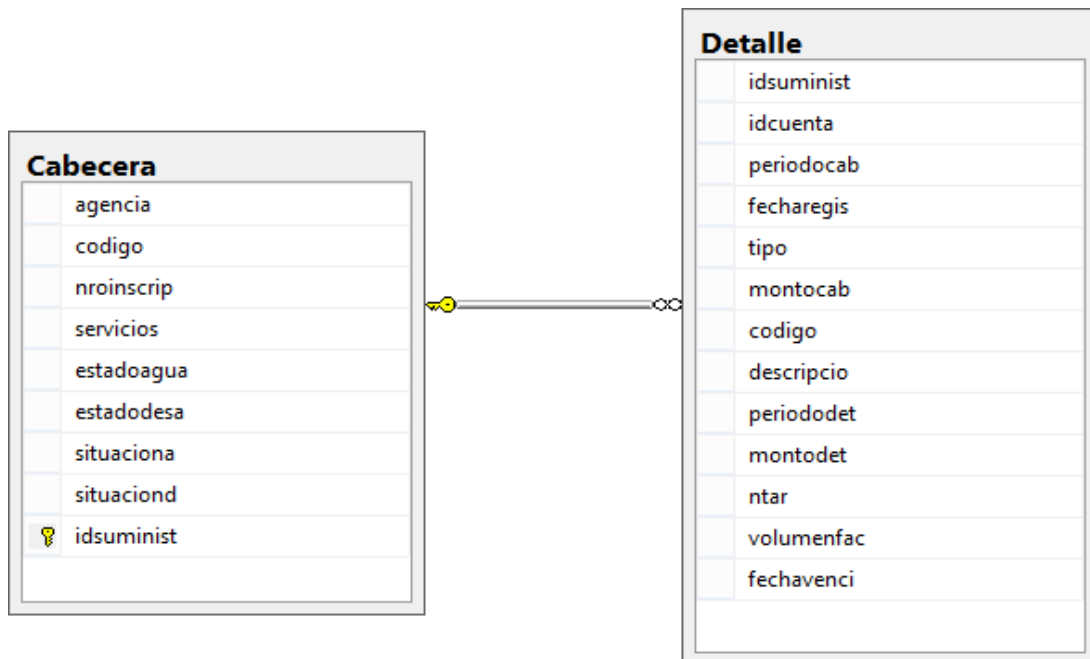 Cabecera
agencia
codigo
nroinscrip
servicios
estadoagua
estadodesa
situaciona
situaciond
idsuminist
Detalle
idsuminist
idcuenta
periodocab
fecharegis
tipo
montocab
codigo
descripcio
periododet
montodet
ntar
volumenfac
fechavenci